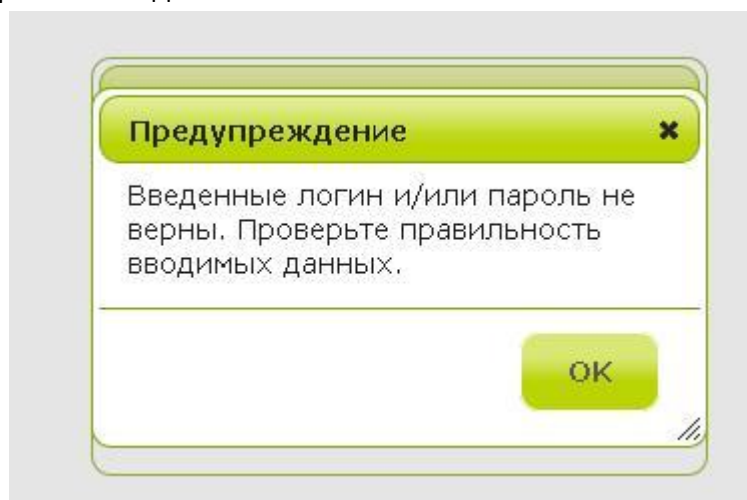 Предупреждение
Введенные логин и/или пароль не
верны. Проверьте правильность
вводимых данных.
OK